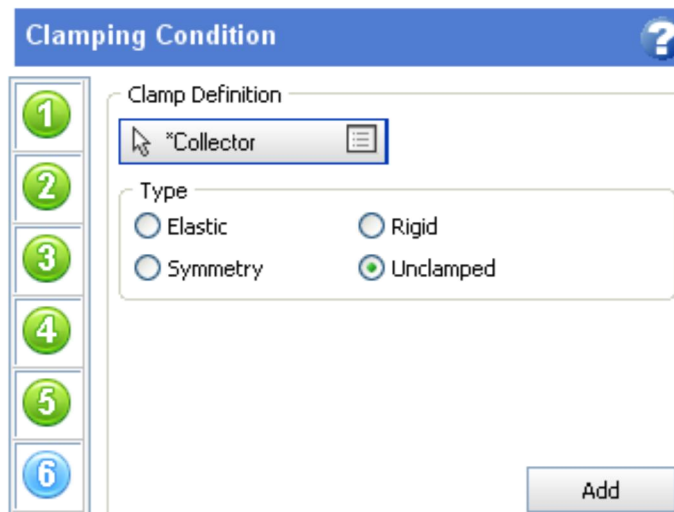 Clamping Condition ?
1
Clamp Definition
*Collector
2
Type
Elastic Rigid
3
Symmetry Unclamped
4
5
6
Add